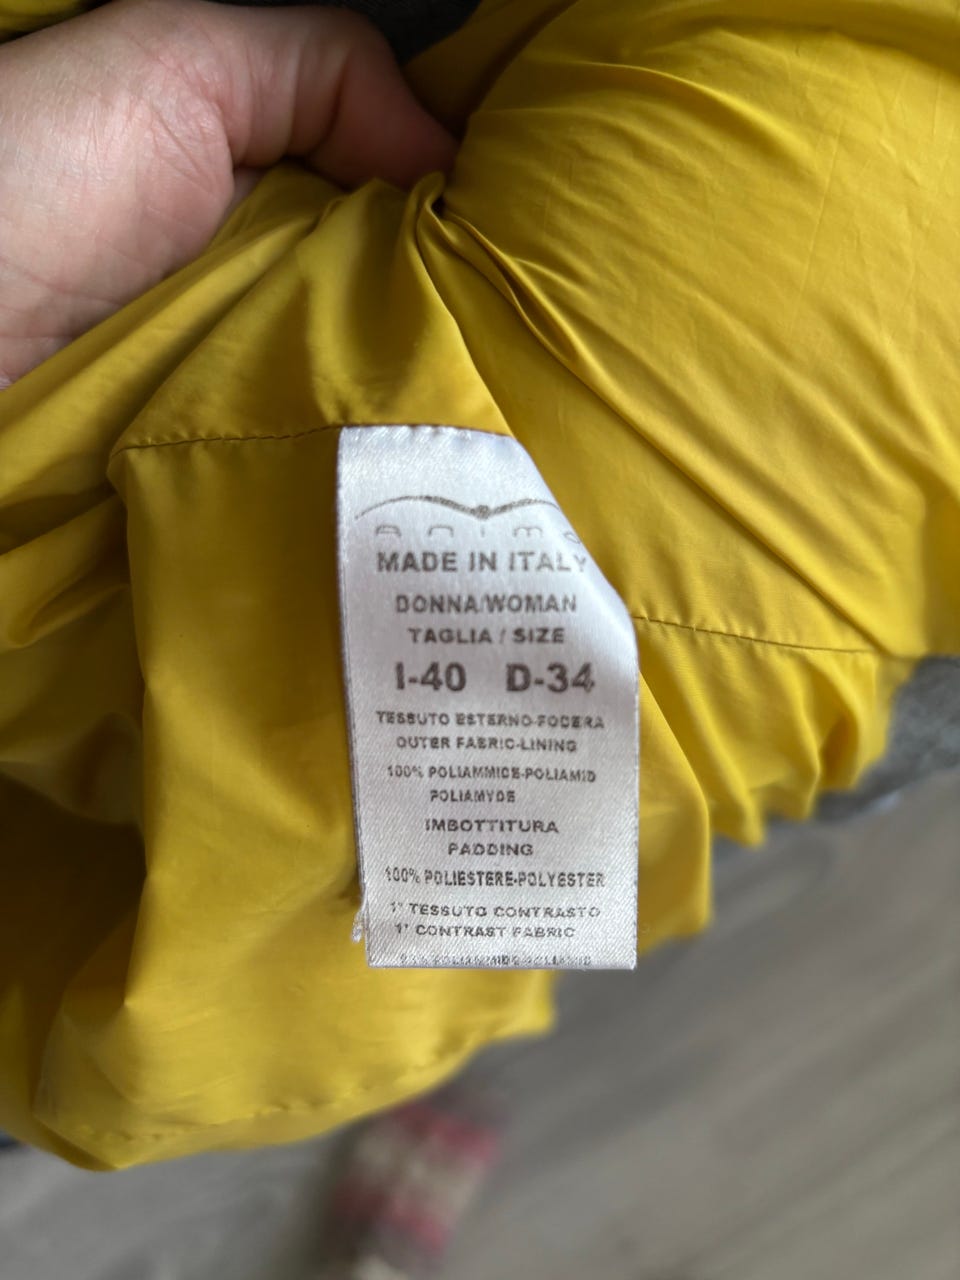 animo
MADE IN ITALY
DONNA/WOMAN
TAGLIA / SIZE
I-40 D-34
TESSUTO ESTERNO-FODERA
OUTER FABRIC-LINING
100% POLIAMMIDE-POLIAMID
POLIAMYDE
IMBOTTITURA
PADDING
100% POLIESTERE-POLYESTER
1° TESSUTO CONTRASTO
1° CONTRAST FABRIC